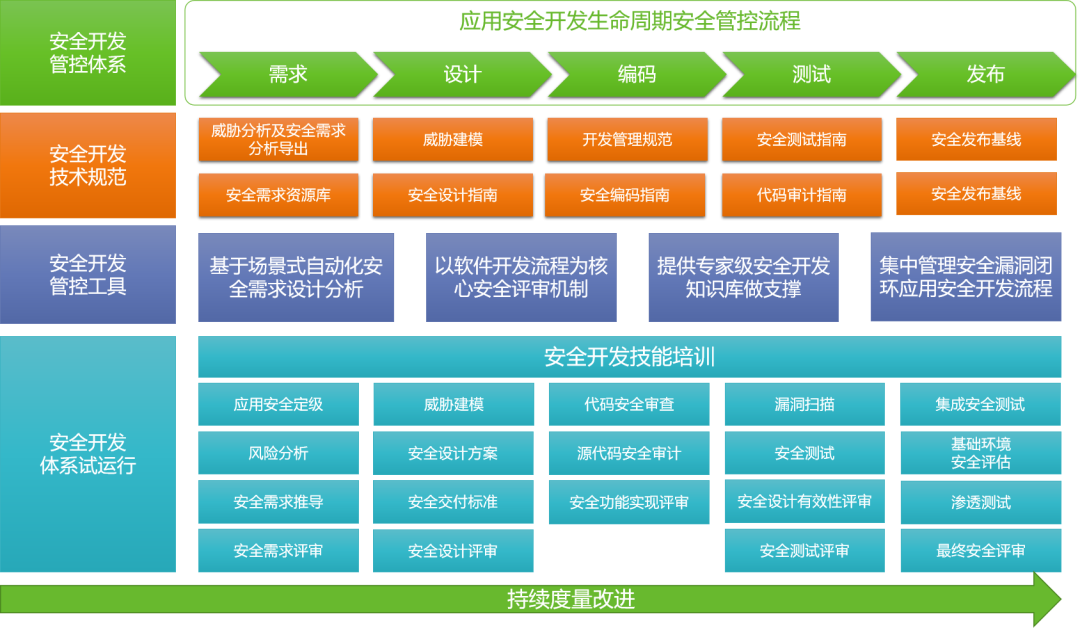 安全开发
管控体系
应用安全开发生命周期安全管控流程
需求
设计
编码
测试
发布
安全开发
技术规范
威胁分析及安全需求
分析导出
威胁建模
开发管理规范
安全测试指南
安全发布基线
安全需求资源库
安全设计指南
安全编码指南
代码审计指南
安全发布基线
安全开发
管控工具
基于场景式自动化安
全需求设计分析
以软件开发流程为核
心安全评审机制
提供专家级安全开发
知识库做支撑
集中管理安全漏洞闭
环应用安全开发流程
安全开发
体系试运行
安全开发技能培训
应用安全定级
威胁建模
代码安全审查
漏洞扫描
集成安全测试
风险分析
安全设计方案
源代码安全审计
安全测试
基础环境
安全评估
安全需求推导
安全交付标准
安全功能实现评审
安全设计有效性评审
渗透测试
安全需求评审
安全设计评审
安全测试评审
最终安全评审
持续度量改进